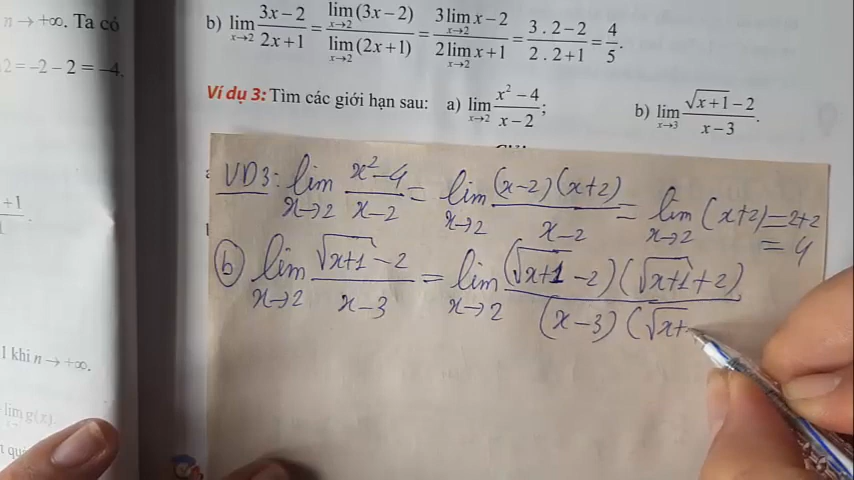 n → +∞. Ta có
2 = -2 - 2 = -4.
+1
1 khi n → +∞.
lim g(x).
b) lim_{x→2} (3x-2)/(2x+1) = lim_{x→2}(3x-2)/lim_{x→2}(2x+1) = (3 lim_{x→2} x - 2)/(2 lim_{x→2} x + 1) = (3.2-2)/(2.2+1) = 4/5.
Ví dụ 3: Tìm các giới hạn sau: a) lim_{x→2} (x²-4)/(x-2); b) lim_{x→3} (√(x+1)-2)/(x-3).
VD3: lim_{x→2} (x²-4)/(x-2) = lim_{x→2} (x-2)(x+2)/(x-2) = lim_{x→2} (x+2) = 2+2
= 4
b) lim_{x→2} (√(x+1)-2)/(x-3) = lim_{x→2} (√(x+1)-2)(√(x+1)+2)/(x-3)(√x+